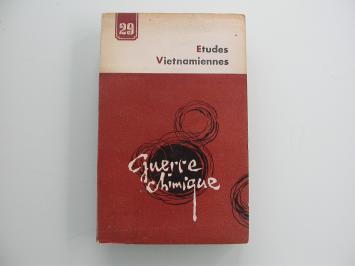 29
Etudes
Vietnamiennes
Guerre
chimique